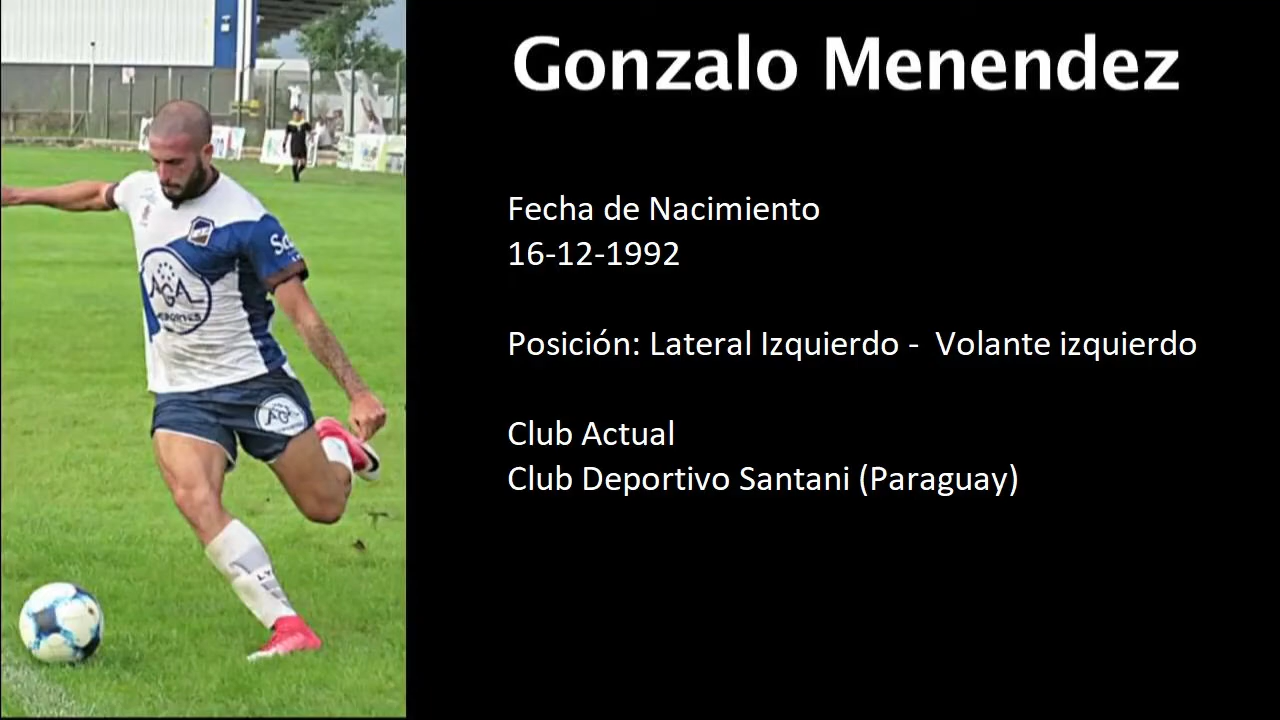 Gonzalo Menendez
Fecha de Nacimiento
16-12-1992
Posición: Lateral Izquierdo -  Volante izquierdo
Club Actual
Club Deportivo Santani (Paraguay)
AGA